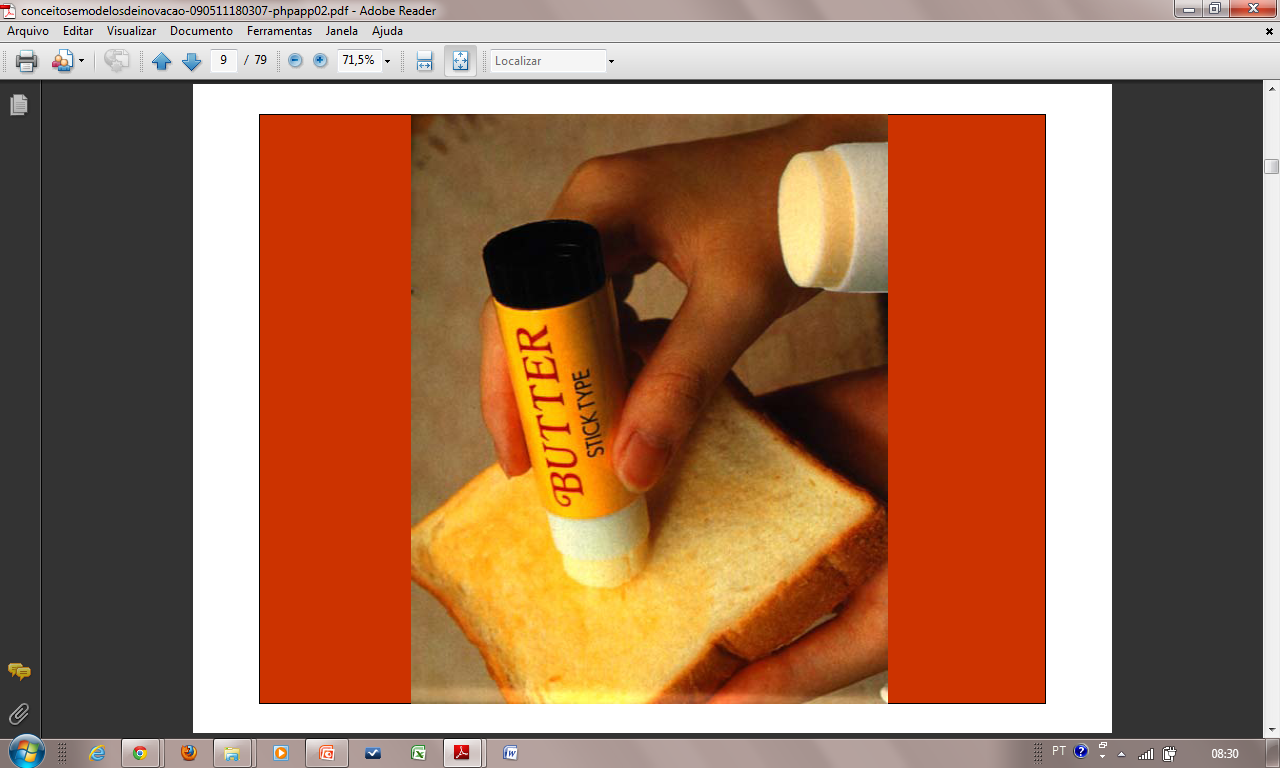 conceitosemodelosdeinovacao-090511180307-phpapp02.pdf - Adobe Reader
Arquivo Editar Visualizar Documento Ferramentas Janela Ajuda
9 / 79 71,5% Localizar
BUTTER
STICK TYPE
PT 08:30